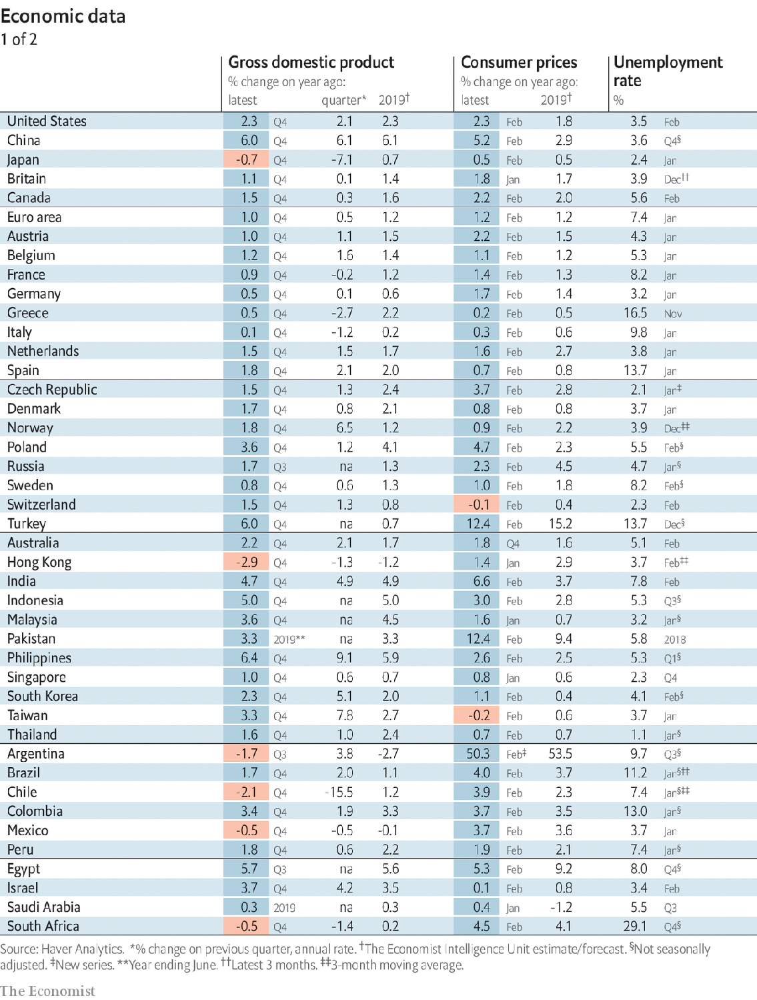 Economic data
1 of 2
Gross domestic product Consumer prices Unemployment
% change on year ago: % change on year ago: rate
latest quarter* 2019† latest 2019† %
United States 2.3 Q4 2.1 2.3 2.3 Feb 1.8 3.5 Feb
China 6.0 Q4 6.1 6.1 5.2 Feb 2.9 3.6 Q4§
Japan -0.7 Q4 -7.1 0.7 0.5 Feb 0.5 2.4 Jan
Britain 1.1 Q4 0.1 1.4 1.8 Jan 1.7 3.9 Dec††
Canada 1.5 Q4 0.3 1.6 2.2 Feb 2.0 5.6 Feb
Euro area 1.0 Q4 0.5 1.2 1.2 Feb 1.2 7.4 Jan
Austria 1.0 Q4 1.1 1.5 2.2 Feb 1.5 4.3 Jan
Belgium 1.2 Q4 1.6 1.4 1.1 Feb 1.2 5.3 Jan
France 0.9 Q4 -0.2 1.2 1.4 Feb 1.3 8.2 Jan
Germany 0.5 Q4 0.1 0.6 1.7 Feb 1.4 3.2 Jan
Greece 0.5 Q4 -2.7 2.2 0.2 Feb 0.5 16.5 Nov
Italy 0.1 Q4 -1.2 0.2 0.3 Feb 0.6 9.8 Jan
Netherlands 1.5 Q4 1.5 1.7 1.6 Feb 2.7 3.8 Jan
Spain 1.8 Q4 2.1 2.0 0.7 Feb 0.8 13.7 Jan
Czech Republic 1.5 Q4 1.3 2.4 3.7 Feb 2.8 2.1 Jan‡
Denmark 1.7 Q4 0.8 2.1 0.8 Feb 0.8 3.7 Jan
Norway 1.8 Q4 6.5 1.2 0.9 Feb 2.2 3.9 Dec‡‡
Poland 3.6 Q4 1.2 4.1 4.7 Feb 2.3 5.5 Feb§
Russia 1.7 Q3 na 1.3 2.3 Feb 4.5 4.7 Jan§
Sweden 0.8 Q4 0.6 1.3 1.0 Feb 1.8 8.2 Feb§
Switzerland 1.5 Q4 1.3 0.8 -0.1 Feb 0.4 2.3 Feb
Turkey 6.0 Q4 na 0.7 12.4 Feb 15.2 13.7 Dec§
Australia 2.2 Q4 2.1 1.7 1.8 Q4 1.6 5.1 Feb
Hong Kong -2.9 Q4 -1.3 -1.2 1.4 Jan 2.9 3.7 Feb‡‡
India 4.7 Q4 4.9 4.9 6.6 Feb 3.7 7.8 Feb
Indonesia 5.0 Q4 na 5.0 3.0 Feb 2.8 5.3 Q3§
Malaysia 3.6 Q4 na 4.5 1.6 Jan 0.7 3.2 Jan§
Pakistan 3.3 2019** na 3.3 12.4 Feb 9.4 5.8 2018
Philippines 6.4 Q4 9.1 5.9 2.6 Feb 2.5 5.3 Q1§
Singapore 1.0 Q4 0.6 0.7 0.8 Jan 0.6 2.3 Q4
South Korea 2.3 Q4 5.1 2.0 1.1 Feb 0.4 4.1 Feb§
Taiwan 3.3 Q4 7.8 2.7 -0.2 Feb 0.6 3.7 Jan
Thailand 1.6 Q4 1.0 2.4 0.7 Feb 0.7 1.1 Jan§
Argentina -1.7 Q3 3.8 -2.7 50.3 Feb‡ 53.5 9.7 Q3§
Brazil 1.7 Q4 2.0 1.1 4.0 Feb 3.7 11.2 Jan§‡‡
Chile -2.1 Q4 -15.5 1.2 3.9 Feb 2.3 7.4 Jan§‡‡
Colombia 3.4 Q4 1.9 3.3 3.7 Feb 3.5 13.0 Jan§
Mexico -0.5 Q4 -0.5 -0.1 3.7 Feb 3.6 3.7 Jan
Peru 1.8 Q4 0.6 2.2 1.9 Feb 2.1 7.4 Jan§
Egypt 5.7 Q3 na 5.6 5.3 Feb 9.2 8.0 Q4§
Israel 3.7 Q4 4.2 3.5 0.1 Feb 0.8 3.4 Feb
Saudi Arabia 0.3 2019 na 0.3 0.4 Jan -1.2 5.5 Q3
South Africa -0.5 Q4 -1.4 0.2 4.5 Feb 4.1 29.1 Q4§
Source: Haver Analytics. *% change on previous quarter, annual rate. †The Economist Intelligence Unit estimate/forecast. §Not seasonally
adjusted. ‡New series. **Year ending June. ††Latest 3 months. ‡‡3-month moving average.
The Economist